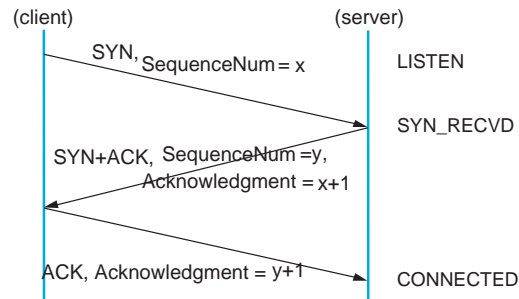 (client)
(server)
SYN,
SequenceNum = x
LISTEN
SYN_RECVD
SYN+ACK, SequenceNum =y,
Acknowledgment = x+1
ACK, Acknowledgment = y+1
CONNECTED